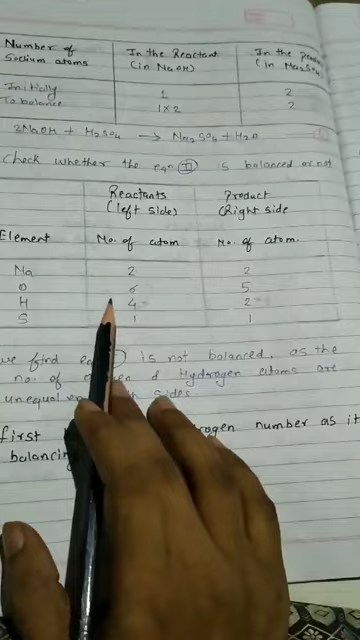 Number of Sodium atoms | In the Reactant (in NaOH) | In the product (in Na₂SO₄)
Initially | 1 | 2
To balance | 1×2 | 2
2NaOH + H₂SO₄ → Na₂SO₄ + H₂O
Check whether the eqn II is balanced or not
Reactants (left side) | Product (Right side
Element | No. of atom | No. of atom.
Na | 2 | 2
O | 6 | 5
H | 4 | 2
S | 1 | 1
we find is not balanced, as the
no. of & Hydrogen atoms are
unequal sides.
first number as it
balancing